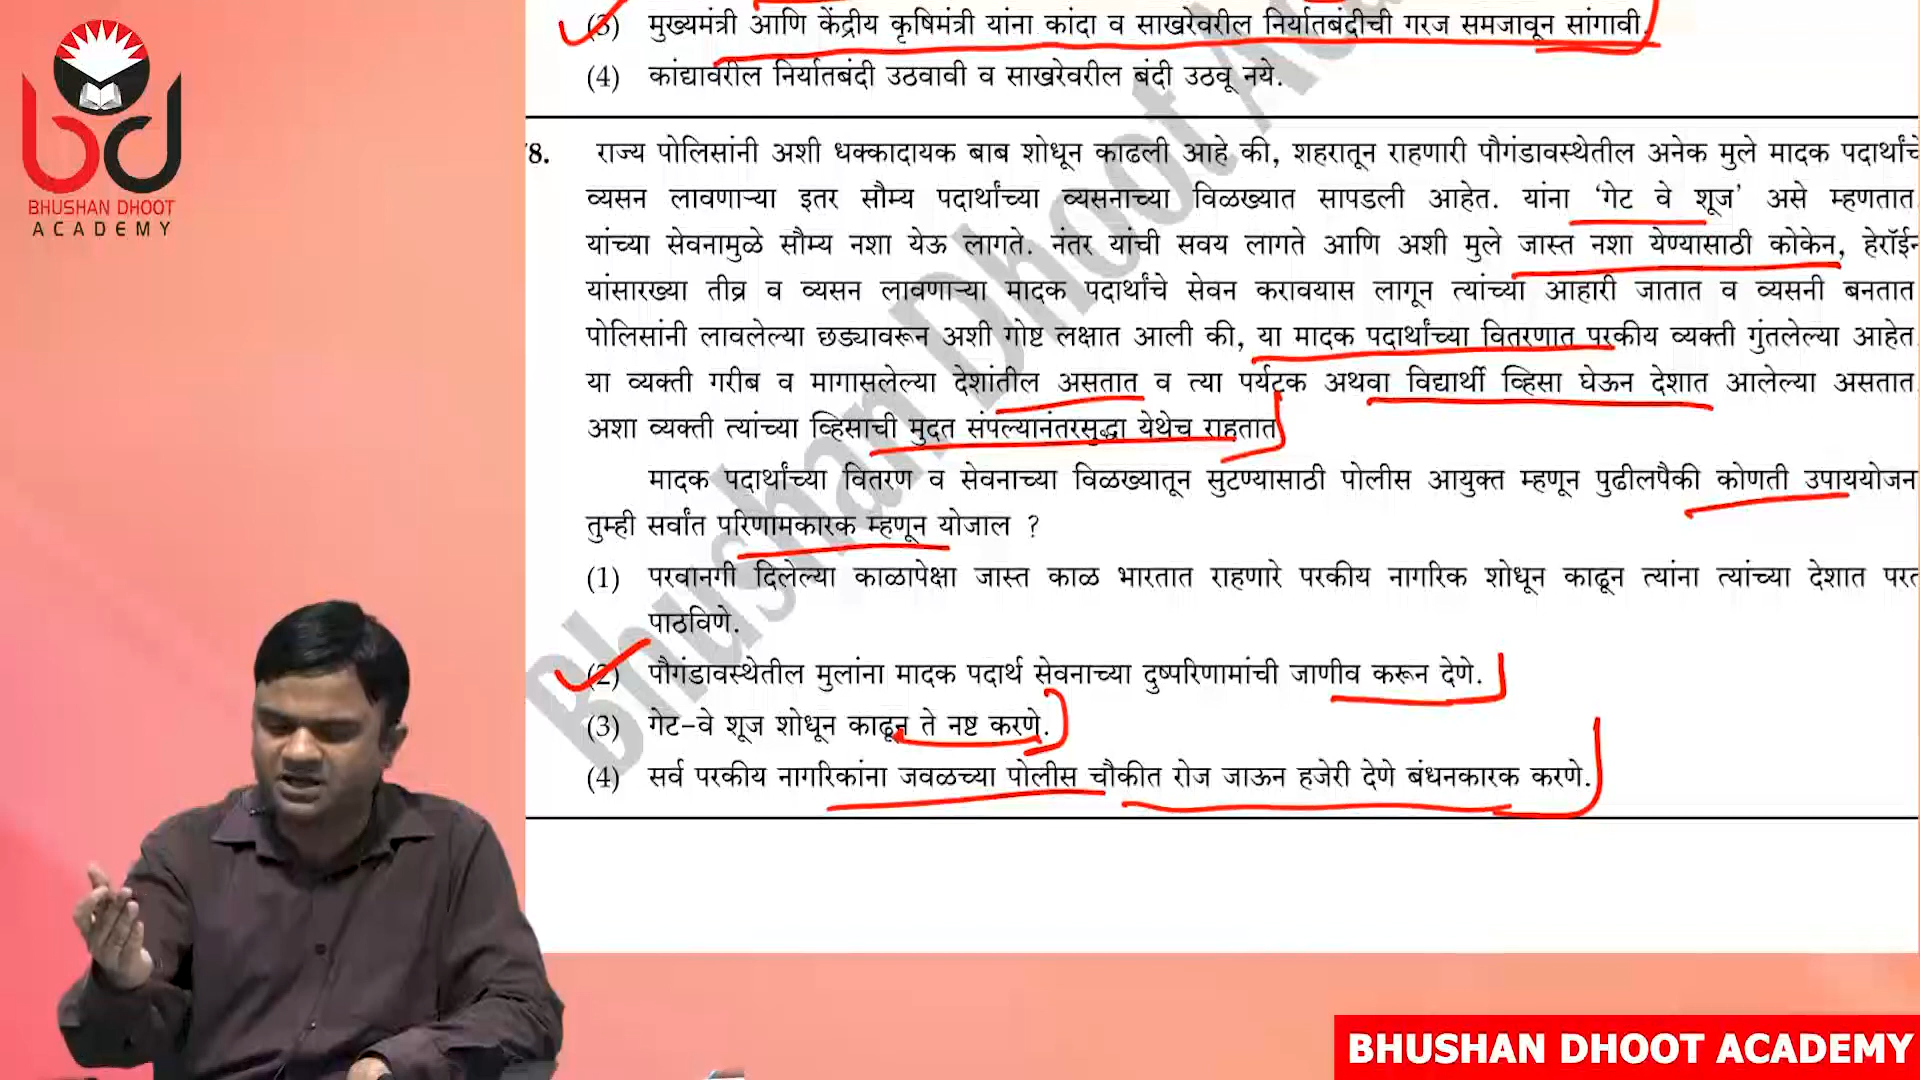 (3) मुख्यमंत्री आणि केंद्रीय कृषिमंत्री यांना कांदा व साखरेवरील निर्यातबंदीची गरज समजावून सांगावी.
(4) कांद्यावरील निर्यातबंदी उठवावी व साखरेवरील बंदी उठवू नये.
8. राज्य पोलिसांनी अशी धक्कादायक बाब शोधून काढली आहे की, शहरातून राहणारी पौगंडावस्थेतील अनेक मुले मादक पदार्थांचे
व्यसन लावणाऱ्या इतर सौम्य पदार्थांच्या व्यसनाच्या विळख्यात सापडली आहेत. यांना ‘गेट वे शूज’ असे म्हणतात
यांच्या सेवनामुळे सौम्य नशा येऊ लागते. नंतर यांची सवय लागते आणि अशी मुले जास्त नशा येण्यासाठी कोकेन, हेरॉईन
यांसारख्या तीव्र व व्यसन लावणाऱ्या मादक पदार्थांचे सेवन करावयास लागून त्यांच्या आहारी जातात व व्यसनी बनतात
पोलिसांनी लावलेल्या छड्यावरून अशी गोष्ट लक्षात आली की, या मादक पदार्थांच्या वितरणात परकीय व्यक्ती गुंतलेल्या आहेत
या व्यक्ती गरीब व मागासलेल्या देशांतील असतात व त्या पर्यटक अथवा विद्यार्थी व्हिसा घेऊन देशात आलेल्या असतात
अशा व्यक्ती त्यांच्या व्हिसाची मुदत संपल्यानंतरसुद्धा येथेच राहतात
मादक पदार्थांच्या वितरण व सेवनाच्या विळख्यातून सुटण्यासाठी पोलीस आयुक्त म्हणून पुढीलपैकी कोणती उपाययोजन
तुम्ही सर्वांत परिणामकारक म्हणून योजाल ?
(1) परवानगी दिलेल्या काळापेक्षा जास्त काळ भारतात राहणारे परकीय नागरिक शोधून काढून त्यांना त्यांच्या देशात परत
पाठविणे.
(2) पौगंडावस्थेतील मुलांना मादक पदार्थ सेवनाच्या दुष्परिणामांची जाणीव करून देणे.
(3) गेट-वे शूज शोधून काढून ते नष्ट करणे.
(4) सर्व परकीय नागरिकांना जवळच्या पोलीस चौकीत रोज जाऊन हजेरी देणे बंधनकारक करणे.
bd
BHUSHAN DHOOT
ACADEMY
Bhushan Dhoot Aca
BHUSHAN DHOOT ACADEMY